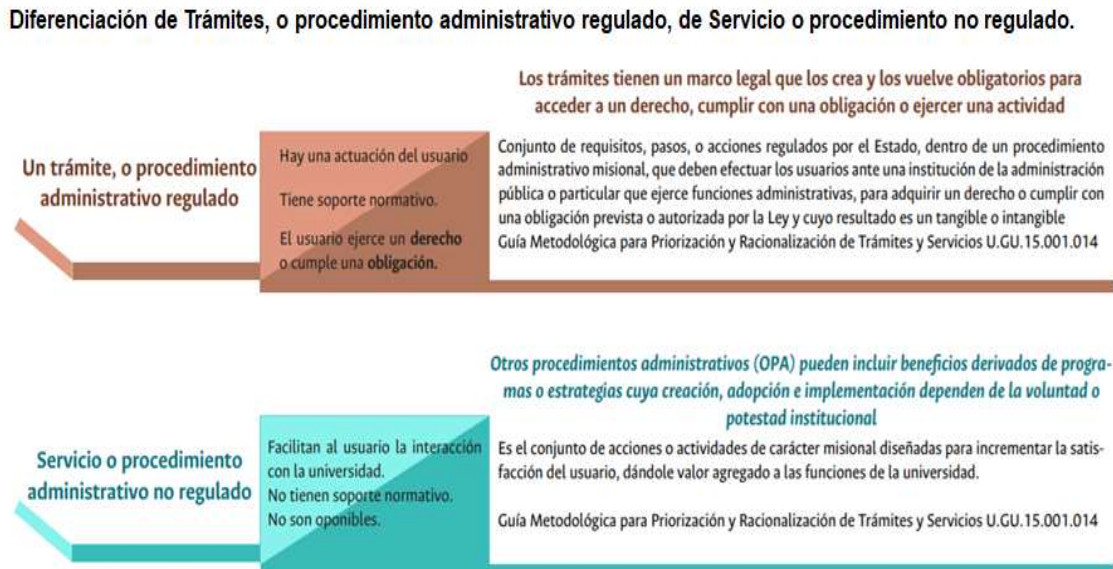 Diferenciación de Trámites, o procedimiento administrativo regulado, de Servicio o procedimiento no regulado.
Un trámite, o procedimiento
administrativo regulado
Hay una actuación del usuario
Tiene soporte normativo.
El usuario ejerce un derecho
o cumple una obligación.
Los trámites tienen un marco legal que los crea y los vuelve obligatorios para
acceder a un derecho, cumplir con una obligación o ejercer una actividad
Conjunto de requisitos, pasos, o acciones regulados por el Estado, dentro de un procedimiento
administrativo misional, que deben efectuar los usuarios ante una institución de la administración
pública o particular que ejerce funciones administrativas, para adquirir un derecho o cumplir con
una obligación prevista o autorizada por la Ley y cuyo resultado es un tangible o intangible
Guía Metodológica para Priorización y Racionalización de Trámites y Servicios U.GU.15.001.014
Servicio o procedimiento
administrativo no regulado
Facilitan al usuario la interacción
con la universidad.
No tienen soporte normativo.
No son oponibles.
Otros procedimientos administrativos (OPA) pueden incluir beneficios derivados de progra-
mas o estrategias cuya creación, adopción e implementación dependen de la voluntad o
potestad institucional
Es el conjunto de acciones o actividades de carácter misional diseñadas para incrementar la satis-
facción del usuario, dándole valor agregado a las funciones de la universidad.
Guía Metodológica para Priorización y Racionalización de Trámites y Servicios U.GU.15.001.014